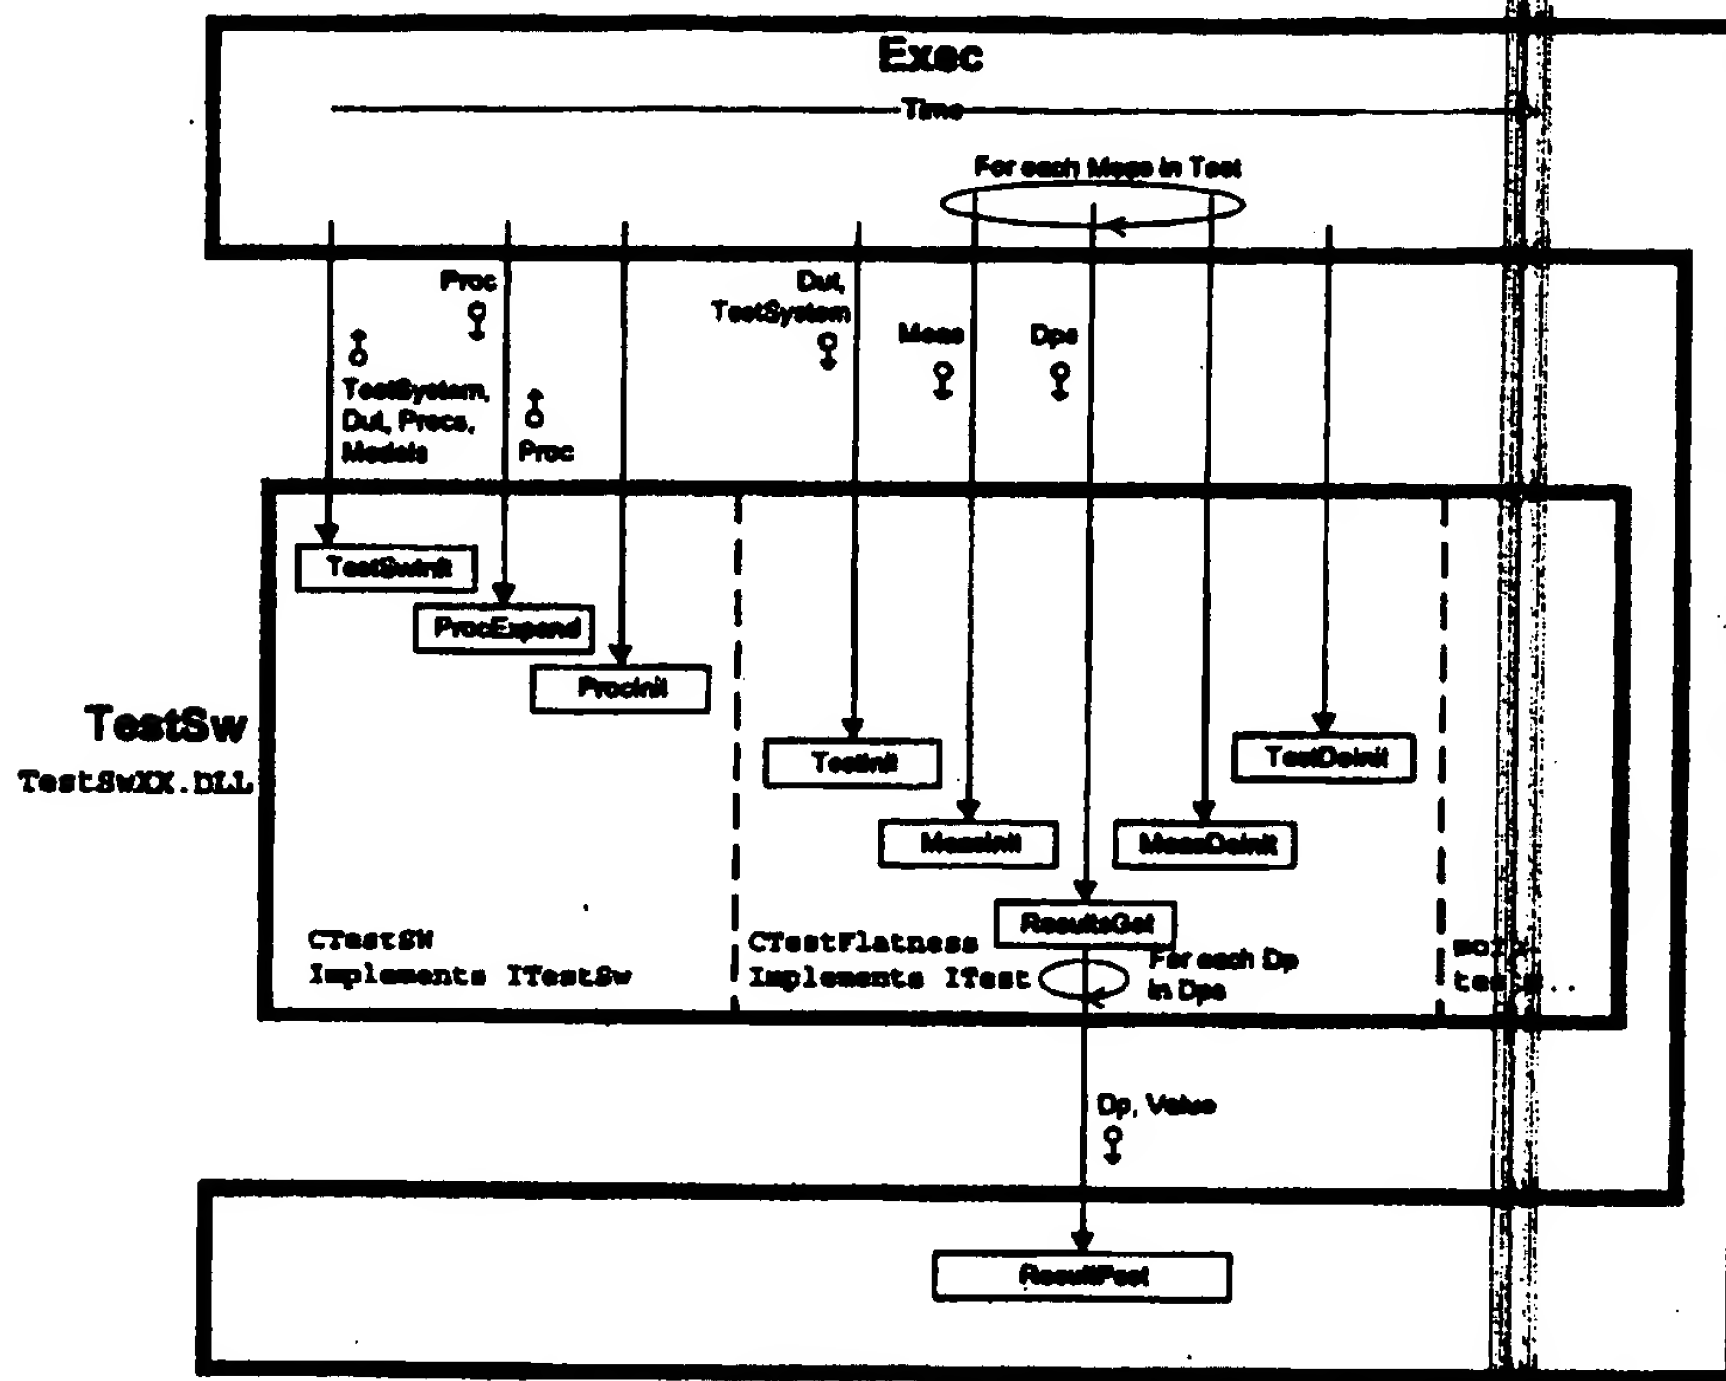 Exec
Time
For each Meas in Test
Proc
Dut,
TestSystem
Meas
Dps
TestSystem,
Dut, Procs,
Models
Proc
TestSwInit
ProcExpand
ProcInit
TestSw
TestSwXX.DLL
TestInit
TestDeInit
MeasInit
MeasDeInit
ResultsGet
CTestSW
Implements ITestSw
CTestFlatness
Implements ITest
For each Dp
in Dps
Dp, Value
ResultPost